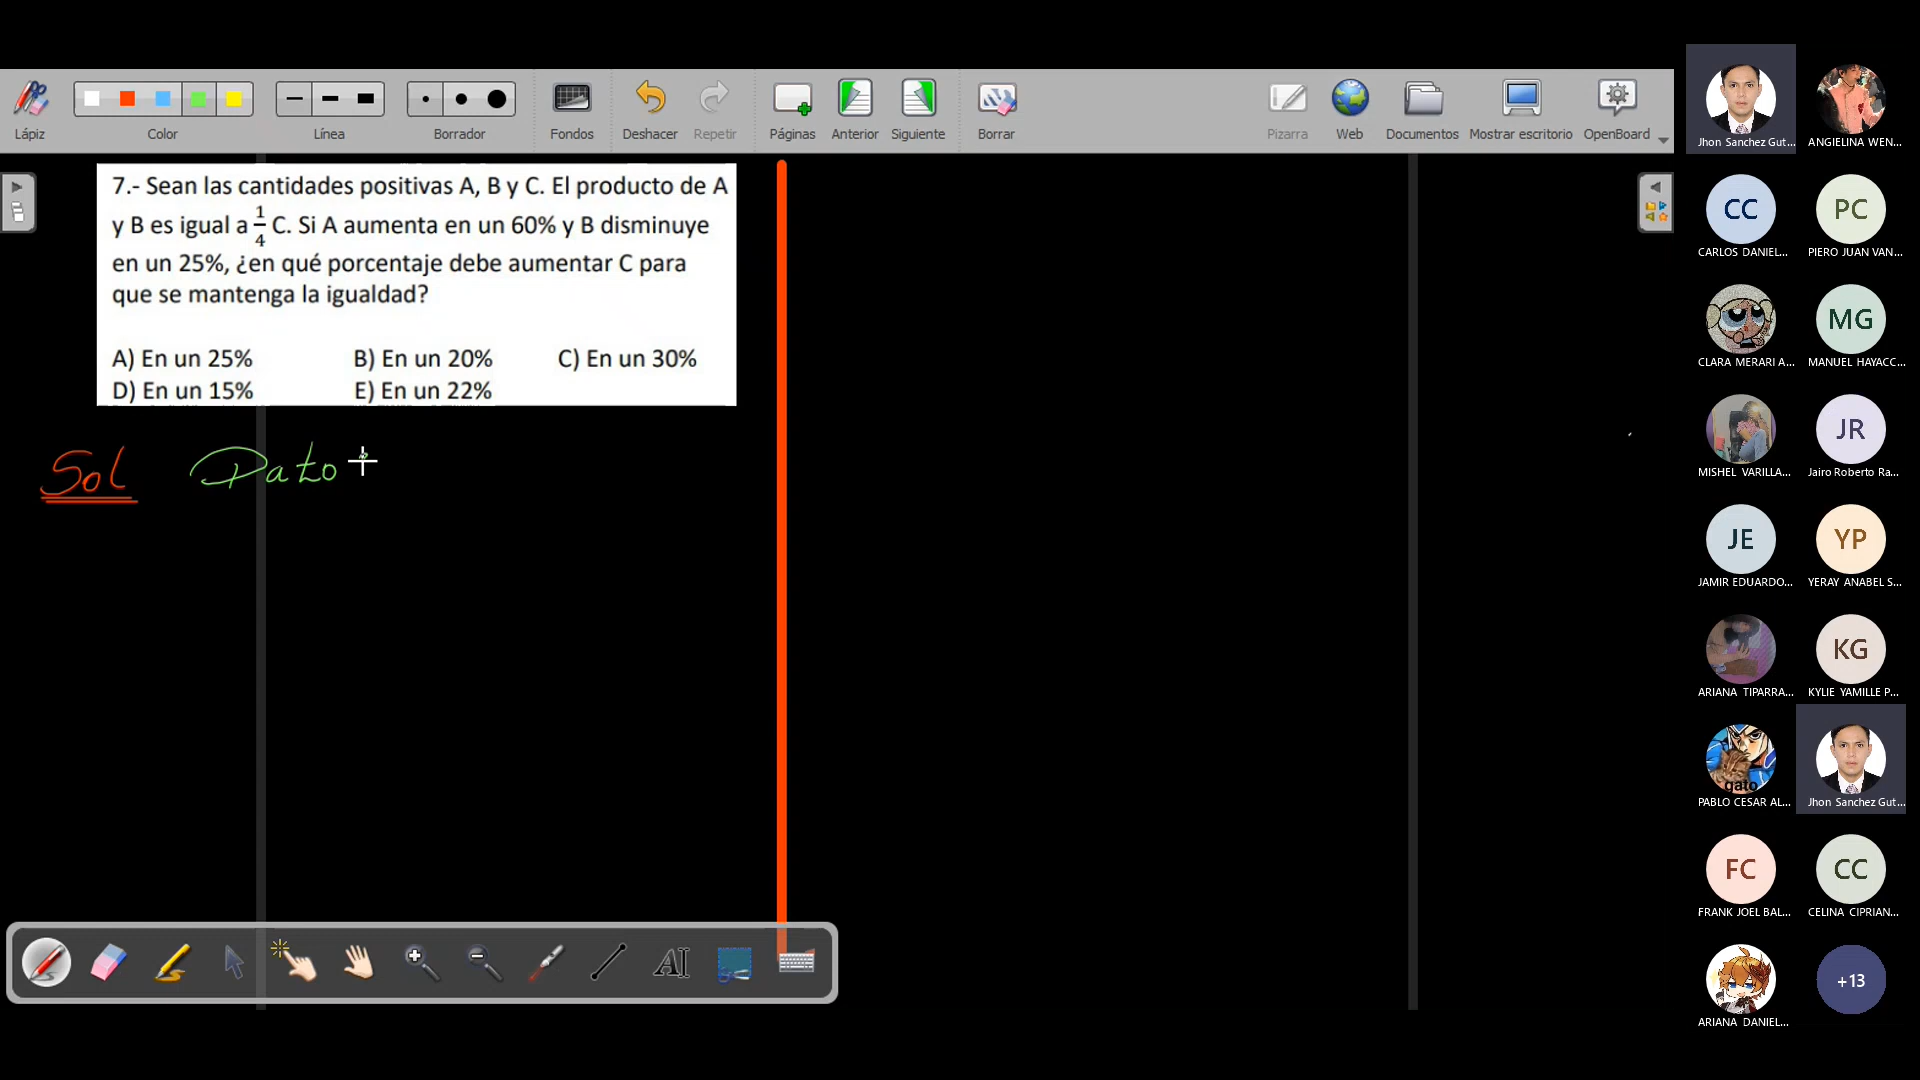 Lápiz
Color
Línea
Borrador
Fondos
Deshacer
Repetir
Páginas
Anterior
Siguiente
Borrar
Pizarra
Web
Documentos
Mostrar escritorio
OpenBoard
7.- Sean las cantidades positivas A, B y C. El producto de A
y B es igual a 1/4 C. Si A aumenta en un 60% y B disminuye
en un 25%, ¿en qué porcentaje debe aumentar C para
que se mantenga la igualdad?
A) En un 25% B) En un 20% C) En un 30%
D) En un 15% E) En un 22%
Sol Dato
AI
Jhon Sanchez Gut... ANGIELINA WEN...
CC PC
CARLOS DANIEL... PIERO JUAN VAN...
MG
CLARA MERARI A... MANUEL HAYACC...
JR
MISHEL VARILLA... Jairo Roberto Ra...
JE YP
JAMIR EDUARDO... YERAY ANABEL S...
KG
ARIANA TIPARRA... KYLIE YAMILLE P...
gato
PABLO CESAR AL... Jhon Sanchez Gut...
FC CC
FRANK JOEL BAL... CELINA CIPRIAN...
+13
ARIANA DANIEL...